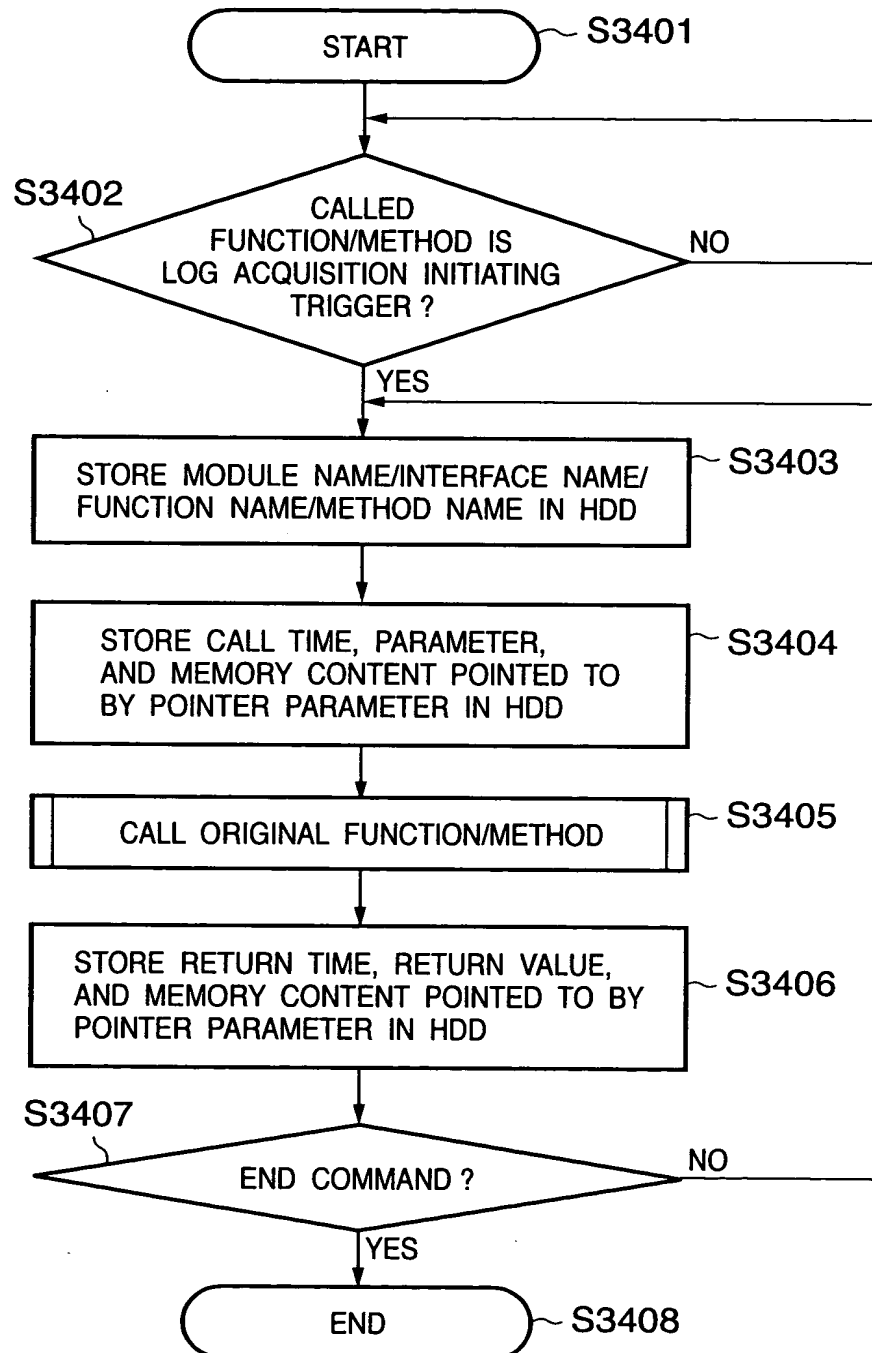 START
S3401
S3402
CALLED
FUNCTION/METHOD IS
LOG ACQUISITION INITIATING
TRIGGER ?
NO
YES
STORE MODULE NAME/INTERFACE NAME/
FUNCTION NAME/METHOD NAME IN HDD
S3403
STORE CALL TIME, PARAMETER,
AND MEMORY CONTENT POINTED TO
BY POINTER PARAMETER IN HDD
S3404
CALL ORIGINAL FUNCTION/METHOD
S3405
STORE RETURN TIME, RETURN VALUE,
AND MEMORY CONTENT POINTED TO BY
POINTER PARAMETER IN HDD
S3406
S3407
END COMMAND ?
NO
YES
END
S3408